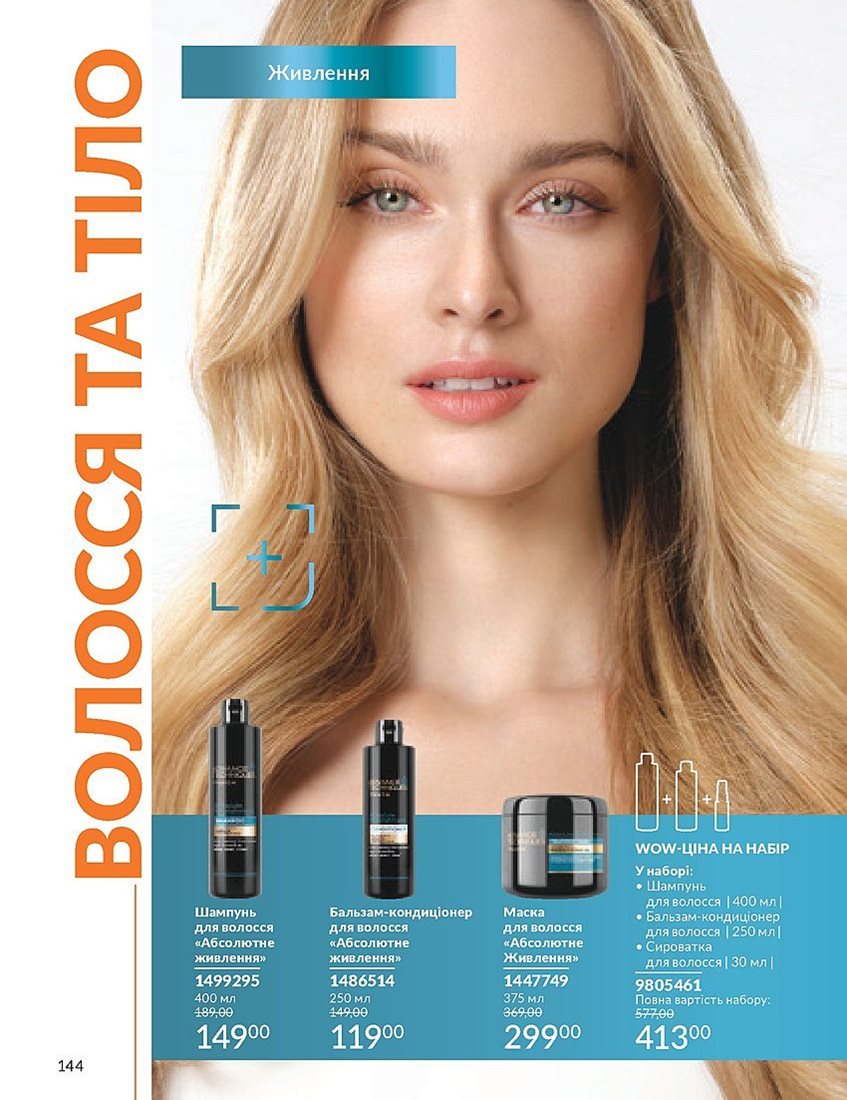 ВОЛОССЯ ТА ТІЛО
Живлення
ADVANCE
TECHNIQUES
Шампунь
для волосся
«Абсолютне
живлення»
1499295
400 мл
189,00
14900
Бальзам-кондиціонер
для волосся
«Абсолютне
живлення»
1486514
250 мл
149,00
11900
Маска
для волосся
«Абсолютне
Живлення»
1447749
375 мл
369,00
29900
+ +
WOW-ЦІНА НА НАБІР
У наборі:
• Шампунь
для волосся | 400 мл |
• Бальзам-кондиціонер
для волосся | 250 мл |
• Сироватка
для волосся | 30 мл |
9805461
Повна вартість набору:
577,00
41300
144